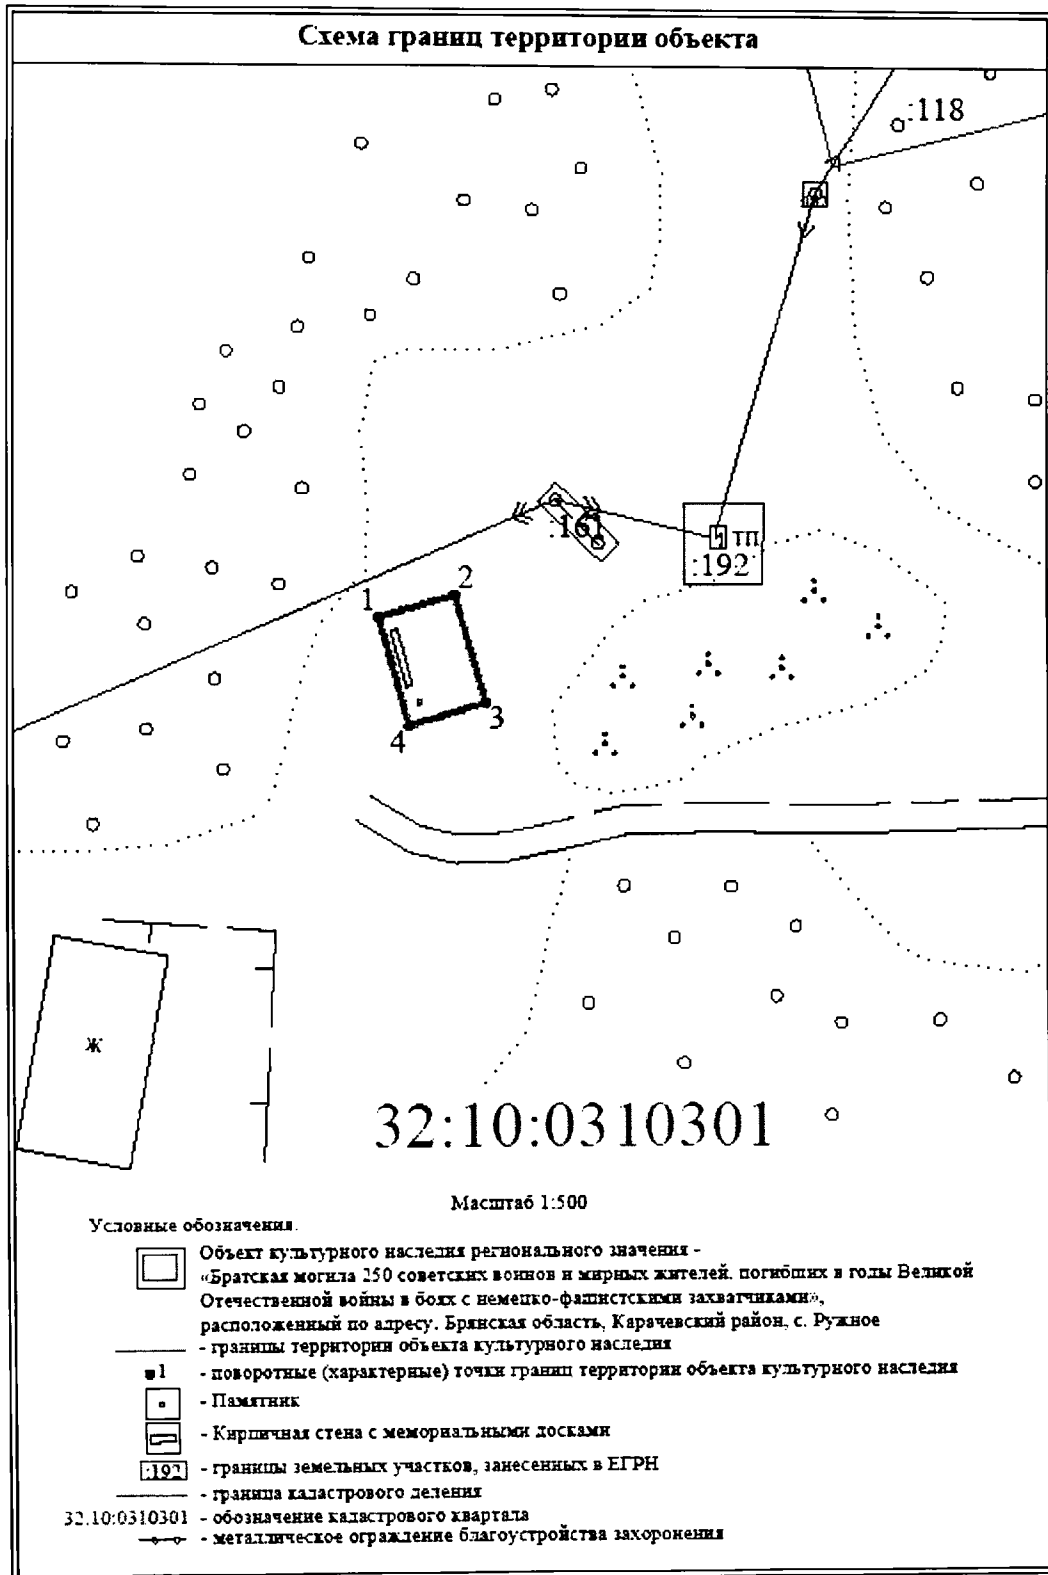 Схема границ территории объекта
:118
:161
1 ТП
:192
1
2
3
4
Ж
32:10:0310301
Масштаб 1:500
Условные обозначения.
Объект культурного наследия регионального значения -
«Братская могила 250 советских воинов и мирных жителей, погибших в годы Великой
Отечественной войны в боях с немецко-фашистскими захватчиками»,
расположенный по адресу. Брянская область, Карачевский район, с. Ружное
- границы территории объекта культурного наследия
1 - поворотные (характерные) точки границ территории объекта культурного наследия
- Памятник
- Кирпичная стена с мемориальными досками
:192 - границы земельных участков, занесенных в ЕГРН
- граница кадастрового деления
32.10:0310301 - обозначение кадастрового квартала
- металлическое ограждение благоустройства захоронения